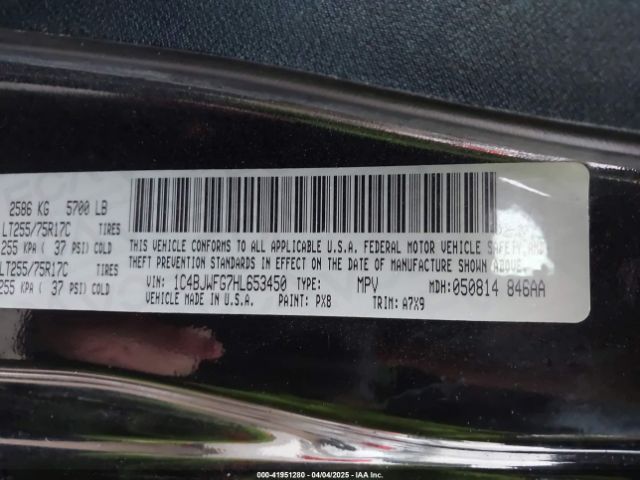 2586 KG 5700 LB
LT255/75R17C TIRES
255 KPA ( 37 PSI) COLD
LT255/75R17C TIRES
255 KPA ( 37 PSI) COLD
THIS VEHICLE CONFORMS TO ALL APPLICABLE U.S.A. FEDERAL MOTOR VEHICLE SAFETY AND
THEFT PREVENTION STANDARDS IN EFFECT ON THE DATE OF MANUFACTURE SHOWN ABOVE.
VIN: 1C4BJWFG7HL653450 TYPE: MPV MDH:050814 846AA
VEHICLE MADE IN U.S.A. PAINT: PX8 TRIM: A7X9
000-41951280 - 04/04/2025 - IAA Inc.